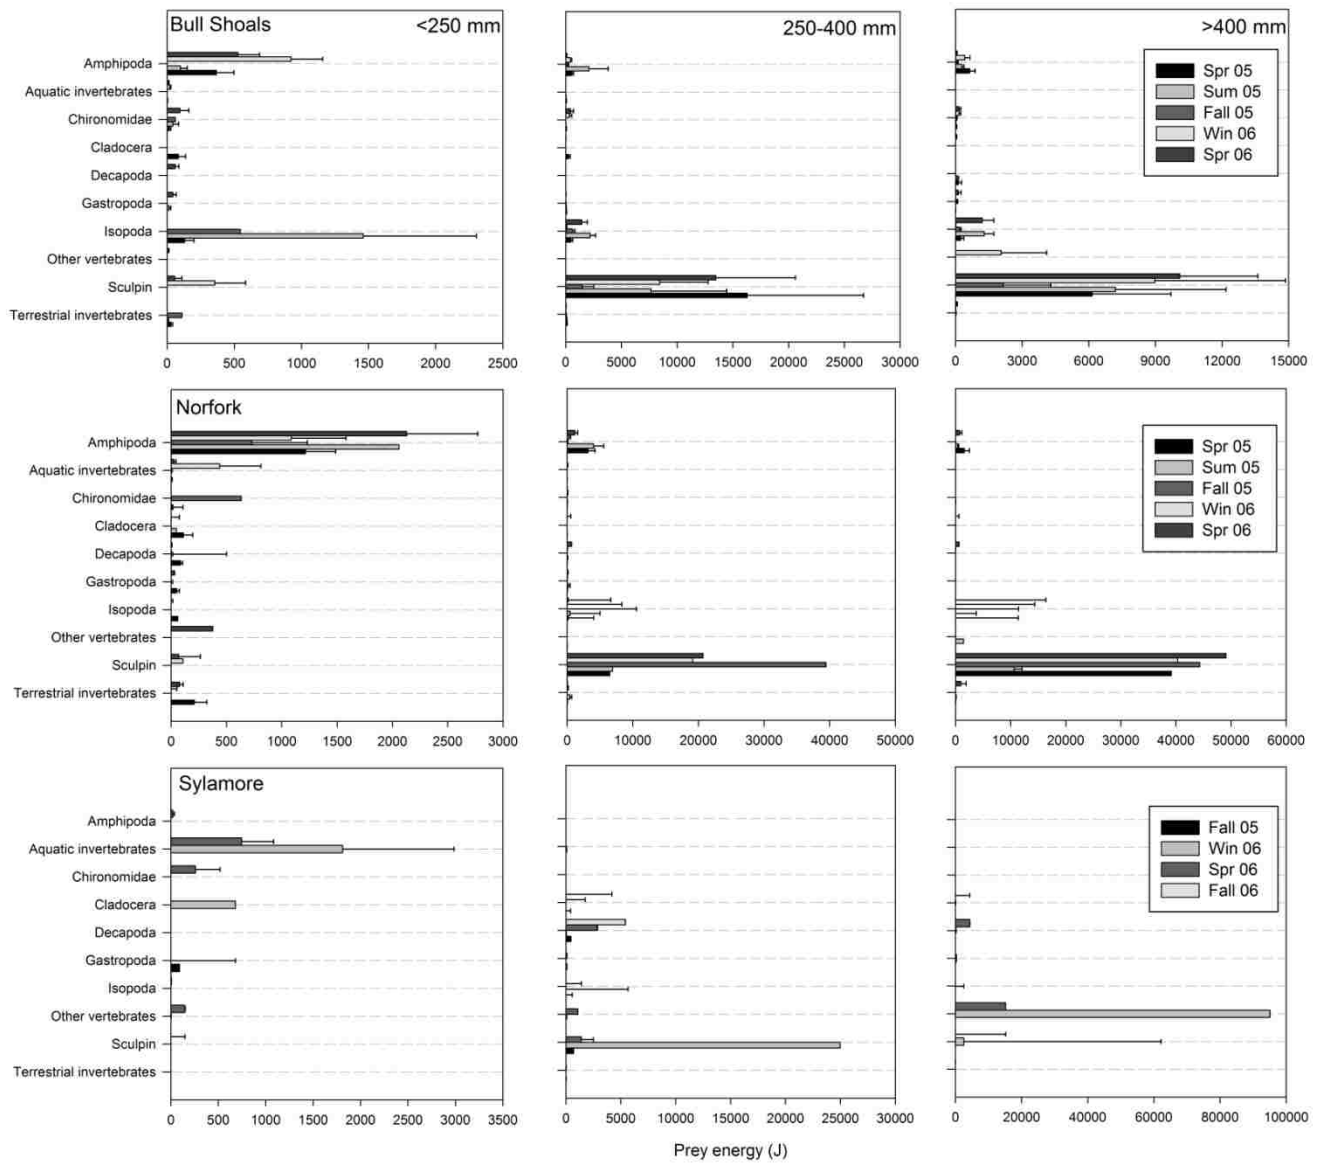 Bull Shoals <250 mm
250-400 mm
>400 mm
Amphipoda
Aquatic invertebrates
Chironomidae
Cladocera
Decapoda
Gastropoda
Isopoda
Other vertebrates
Sculpin
Terrestrial invertebrates
Spr 05
Sum 05
Fall 05
Win 06
Spr 06
0 500 1000 1500 2000 2500
0 5000 10000 15000 20000 25000 30000
0 3000 6000 9000 12000 15000
Norfork
Amphipoda
Aquatic invertebrates
Chironomidae
Cladocera
Decapoda
Gastropoda
Isopoda
Other vertebrates
Sculpin
Terrestrial invertebrates
Spr 05
Sum 05
Fall 05
Win 06
Spr 06
0 500 1000 1500 2000 2500 3000
0 10000 20000 30000 40000 50000
0 10000 20000 30000 40000 50000 60000
Sylamore
Amphipoda
Aquatic invertebrates
Chironomidae
Cladocera
Decapoda
Gastropoda
Isopoda
Other vertebrates
Sculpin
Terrestrial invertebrates
Fall 05
Win 06
Spr 06
Fall 06
0 500 1000 1500 2000 2500 3000 3500
0 5000 10000 15000 20000 25000 30000
0 20000 40000 60000 80000 100000
Prey energy (J)